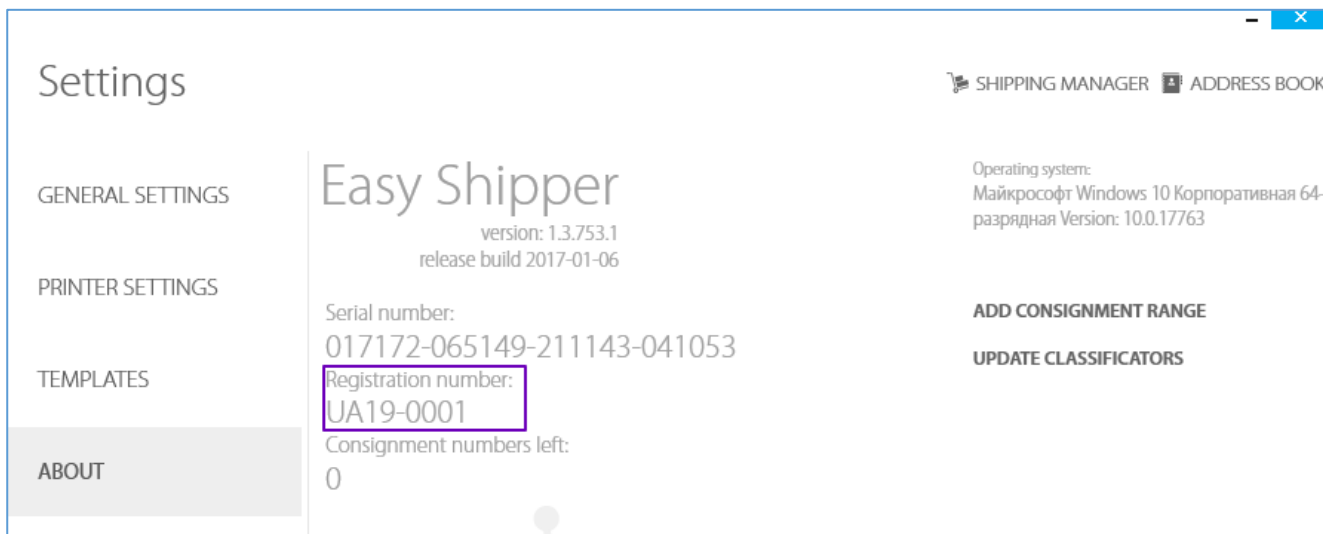 Settings
SHIPPING MANAGER
ADDRESS BOOK
GENERAL SETTINGS
PRINTER SETTINGS
TEMPLATES
ABOUT
Easy Shipper
version: 1.3.753.1
release build 2017-01-06
Serial number:
017172-065149-211143-041053
Registration number:
UA19-0001
Consignment numbers left:
0
Operating system:
Майкрософт Windows 10 Корпоративная 64-
разрядная Version: 10.0.17763
ADD CONSIGNMENT RANGE
UPDATE CLASSIFICATORS